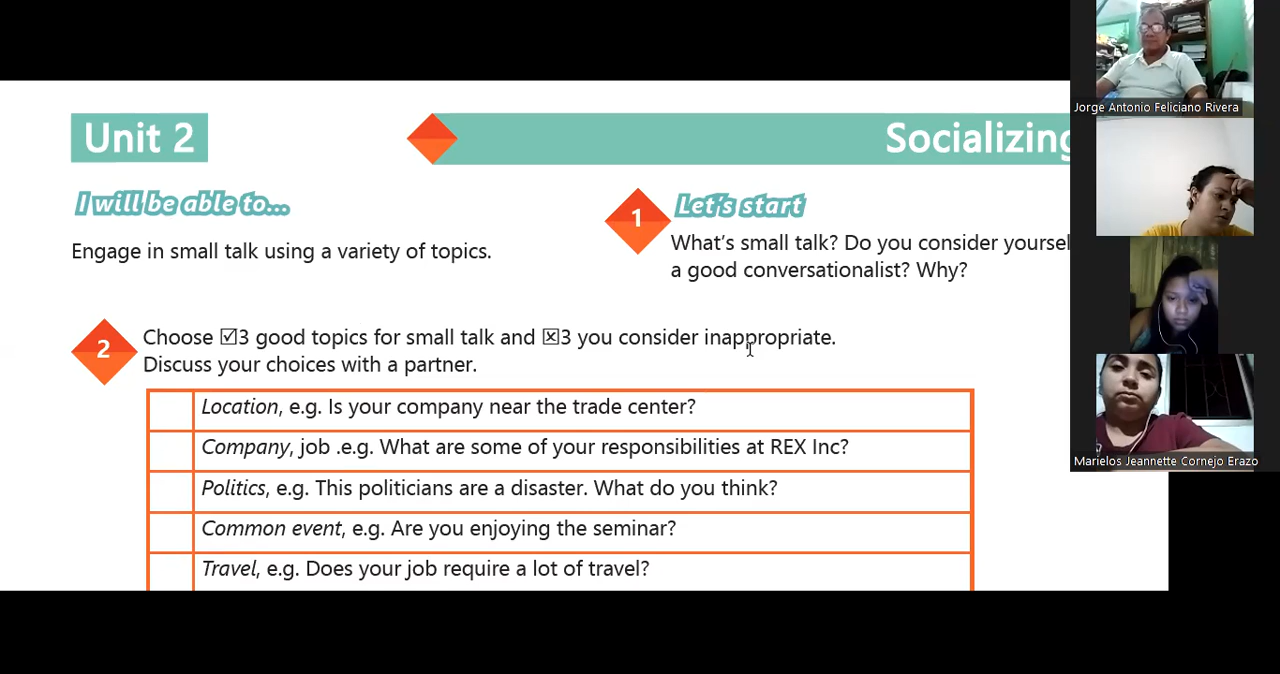 Unit 2
Socializing
I will be able to...
Engage in small talk using a variety of topics.
1
Let's start
What's small talk? Do you consider yoursel
a good conversationalist? Why?
2
Choose ☑3 good topics for small talk and ☒3 you consider inappropriate.
Discuss your choices with a partner.
Location, e.g. Is your company near the trade center?
Company, job .e.g. What are some of your responsibilities at REX Inc?
Politics, e.g. This politicians are a disaster. What do you think?
Common event, e.g. Are you enjoying the seminar?
Travel, e.g. Does your job require a lot of travel?
Jorge Antonio Feliciano Rivera
Marielos Jeannette Cornejo Erazo